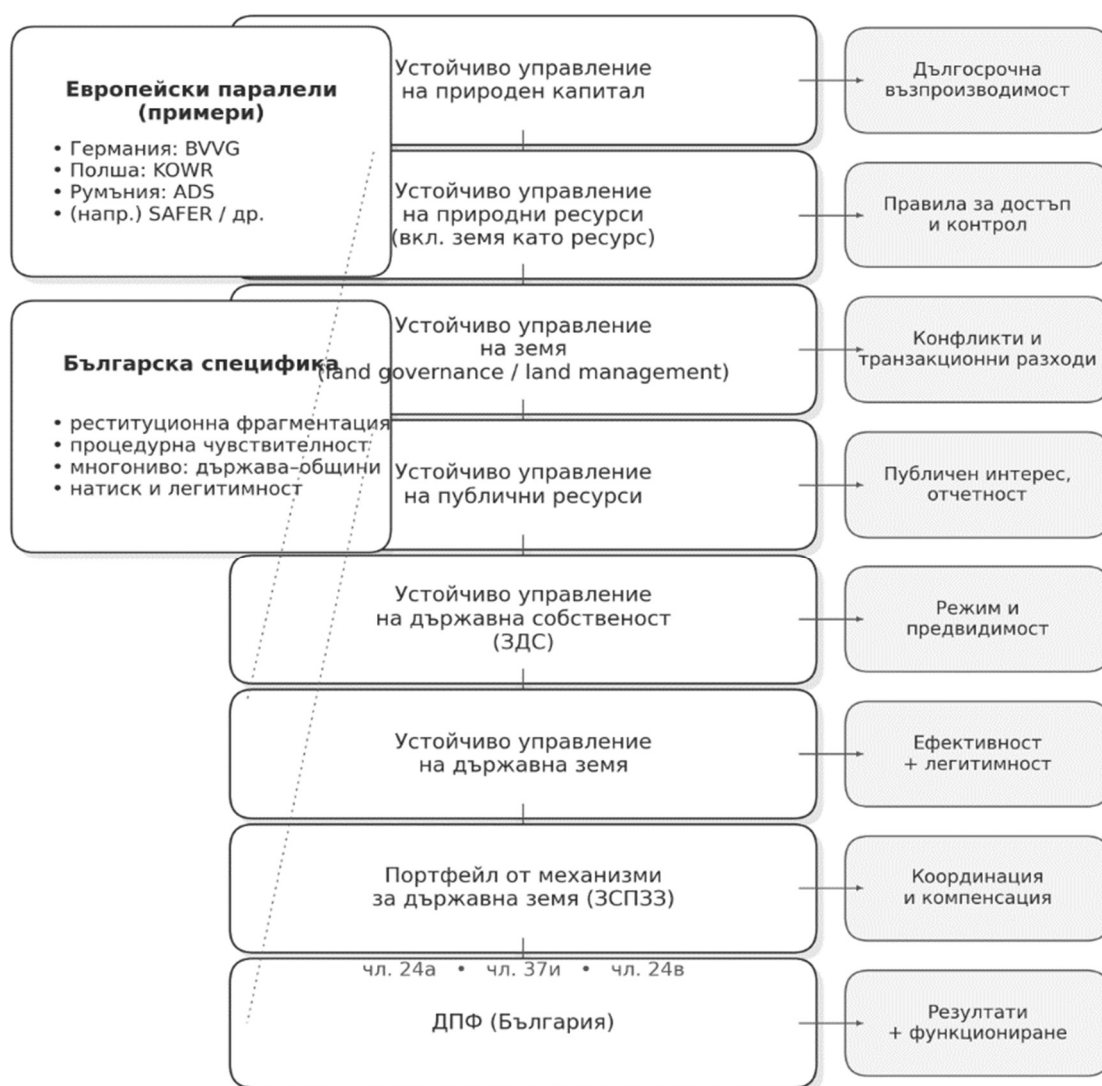 Европейски паралели
(примери)
• Германия: BVVG
• Полша: KOWR
• Румъния: ADS
• (напр.) SAFER / др.
Българска специфика
• реституционна фрагментация
• процедурна чувствителност
• многониво: държава–общини
• натиск и легитимност
Устойчиво управление
на природен капитал
Дългосрочна
възпроизводимост
Устойчиво управление
на природни ресурси
(вкл. земя като ресурс)
Правила за достъп
и контрол
Устойчиво управление
на земя
(land governance / land management)
Конфликти и
транзакционни разходи
Устойчиво управление
на публични ресурси
Публичен интерес,
отчетност
Устойчиво управление
на държавна собственост
(ЗДС)
Режим и
предвидимост
Устойчиво управление
на държавна земя
Ефективност
+ легитимност
Портфейл от механизми
за държавна земя (ЗСПЗЗ)
Координация
и компенсация
чл. 24а • чл. 37и • чл. 24в
ДПФ (България)
Резултати
+ функциониране